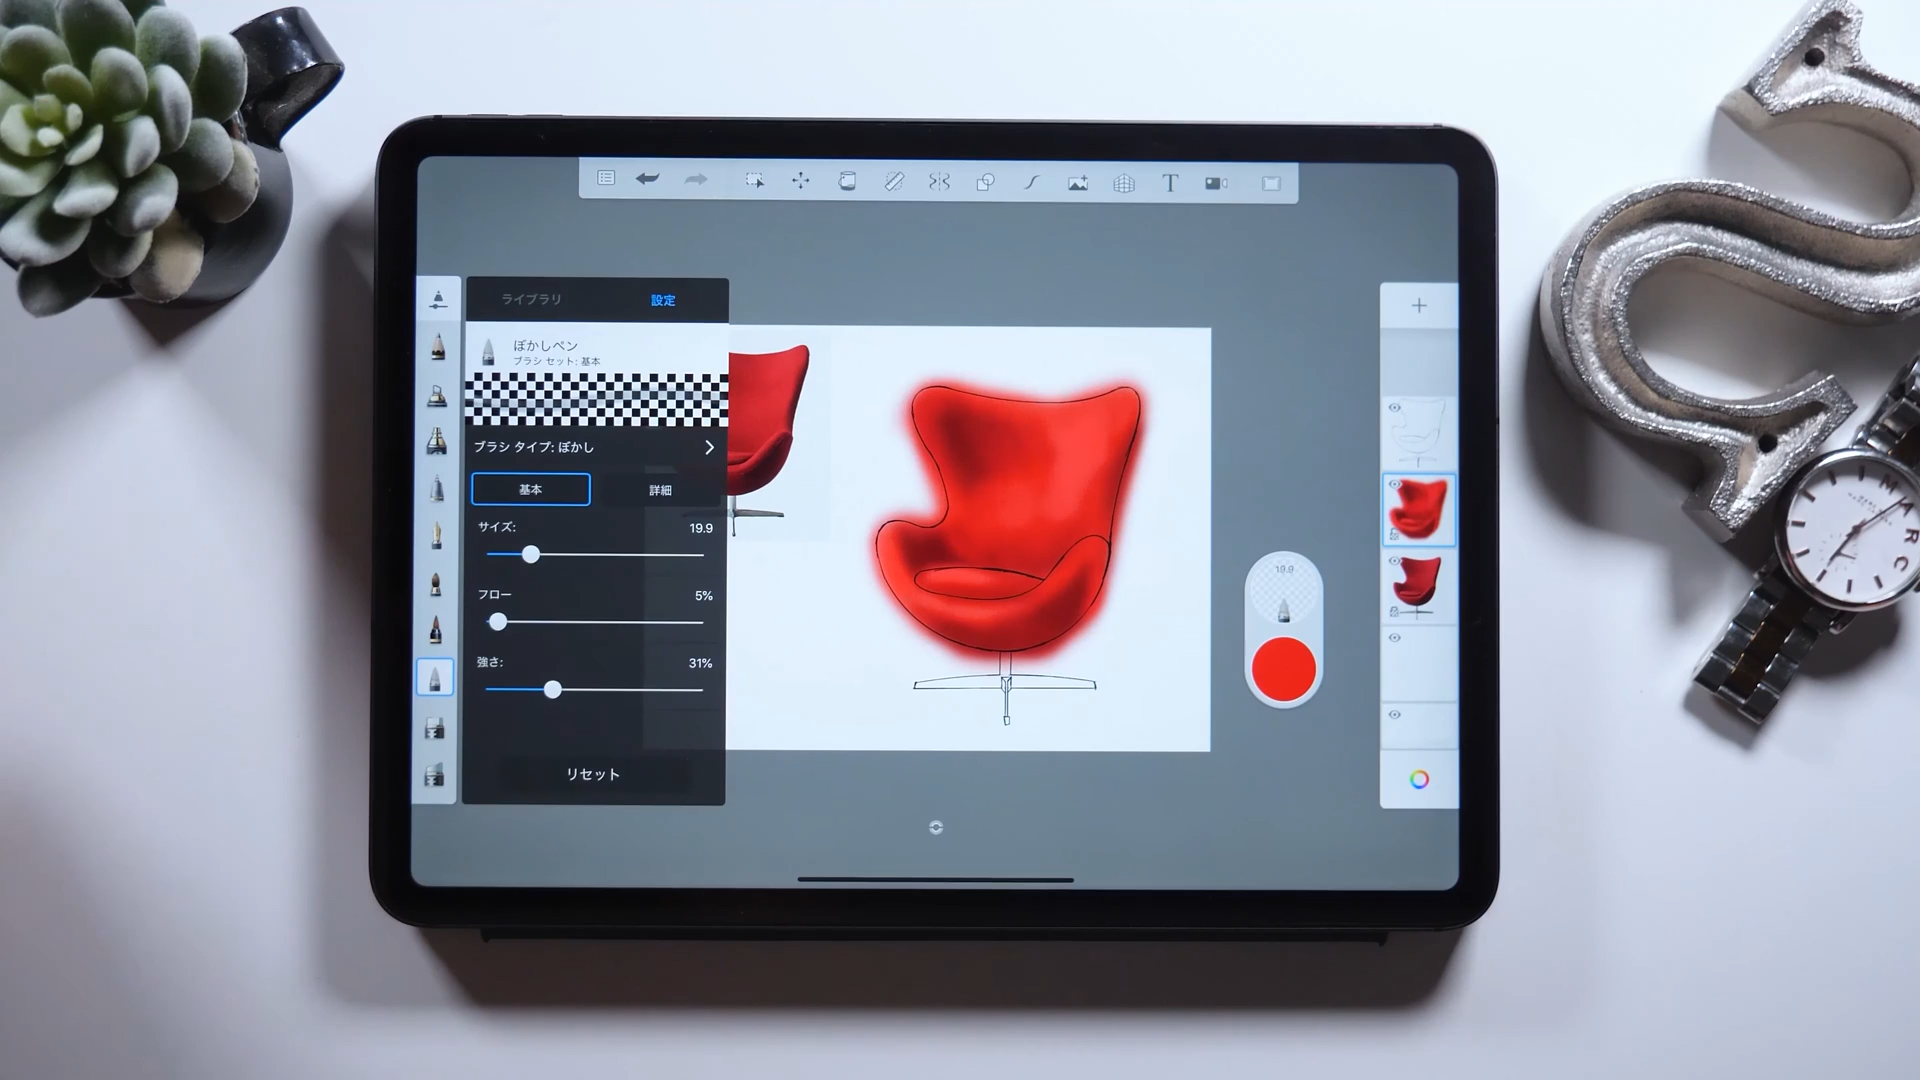 T
ライブラリ 設定
ぼかしペン
ブラシ セット: 基本
ブラシ タイプ: ぼかし
基本 詳細
サイズ: 19.9
フロー 5%
強さ: 31%
リセット
19.9
MARC